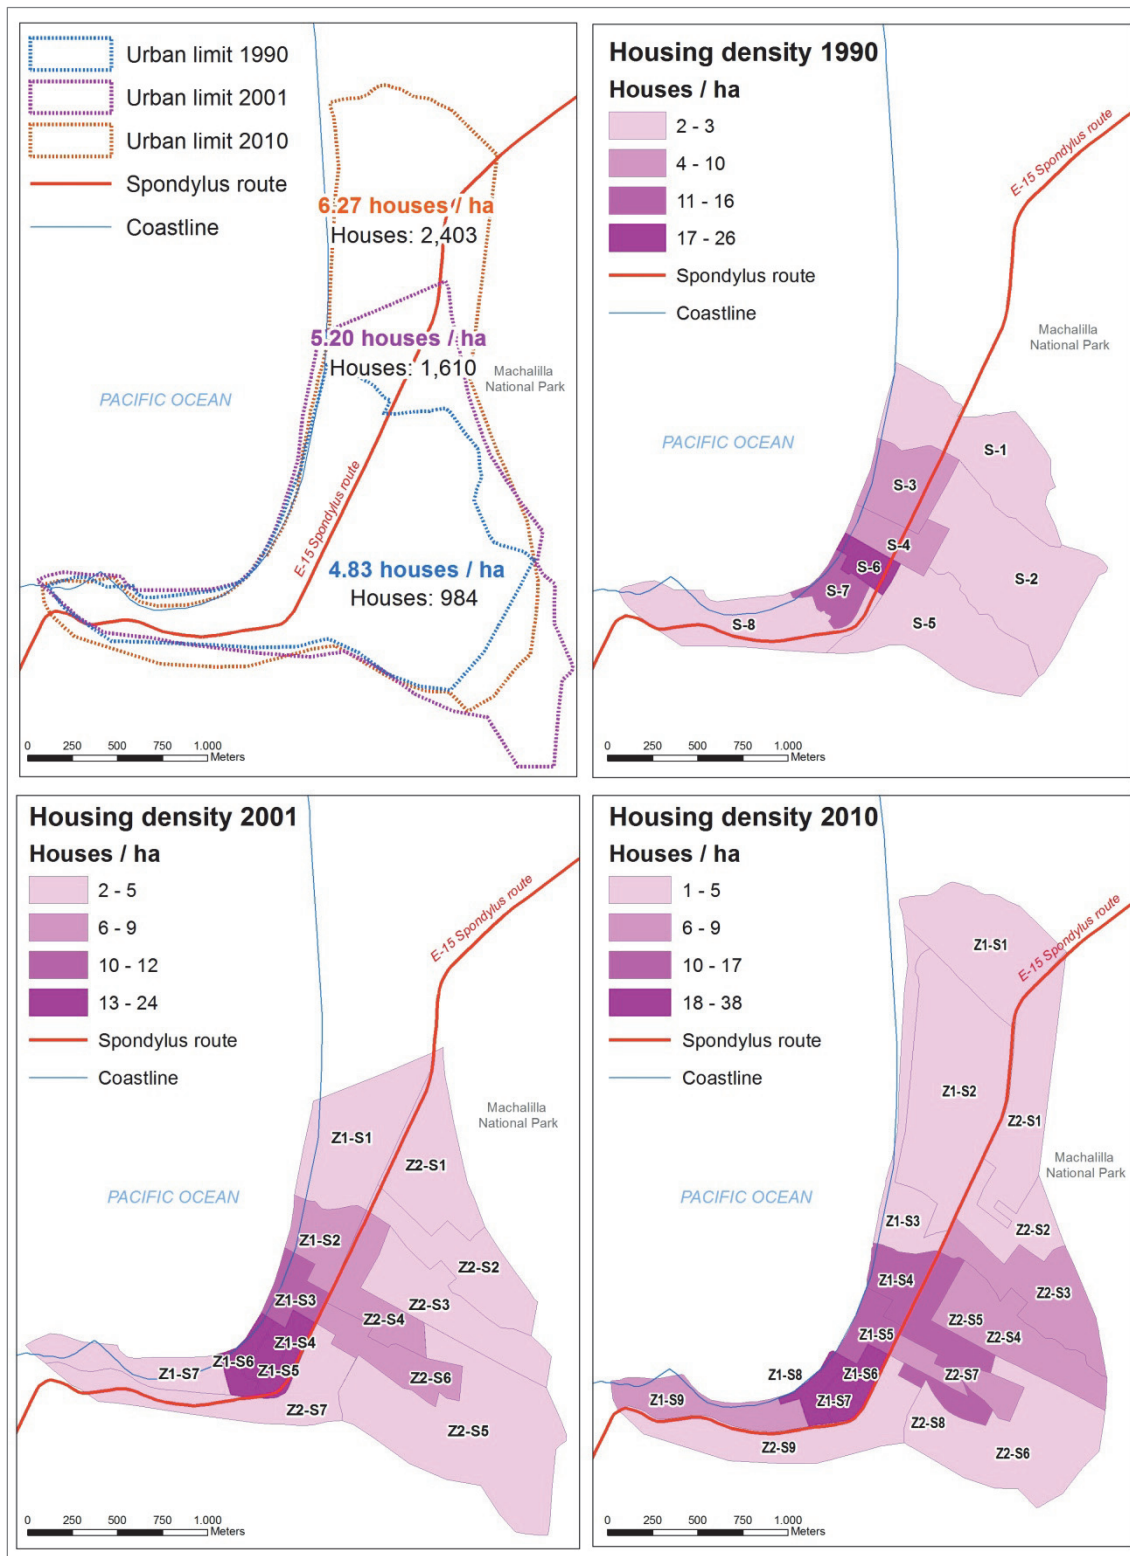 Urban limit 1990
Urban limit 2001
Urban limit 2010
Spondylus route
Coastline
6.27 houses / ha
Houses: 2,403
5.20 houses / ha
Houses: 1,610
Machalilla
National Park
PACIFIC OCEAN
E-15 Spondylus route
4.83 houses / ha
Houses: 984
0 250 500 750 1.000
Meters
Housing density 1990
Houses / ha
2 - 3
4 - 10
11 - 16
17 - 26
Spondylus route
Coastline
E-15 Spondylus route
Machalilla
National Park
PACIFIC OCEAN
S-1
S-3
S-4
S-6
S-2
S-7
S-8
S-5
0 250 500 750 1.000
Meters
Housing density 2001
Houses / ha
2 - 5
6 - 9
10 - 12
13 - 24
Spondylus route
Coastline
E-15 Spondylus route
Machalilla
National Park
PACIFIC OCEAN
Z1-S1
Z2-S1
Z1-S2
Z2-S2
Z1-S3
Z2-S3
Z2-S4
Z1-S4
Z1-S6
Z1-S5
Z1-S7
Z2-S6
Z2-S7
Z2-S5
0 250 500 750 1.000
Meters
Housing density 2010
Houses / ha
1 - 5
6 - 9
10 - 17
18 - 38
Spondylus route
Coastline
Z1-S1
E-15 Spondylus route
Z1-S2
Z2-S1
Machalilla
National Park
PACIFIC OCEAN
Z1-S3
Z2-S2
Z1-S4
Z2-S3
Z2-S5
Z1-S5
Z2-S4
Z1-S8
Z1-S6
Z2-S7
Z1-S9
Z1-S7
Z2-S8
Z2-S9
Z2-S6
0 250 500 750 1.000
Meters